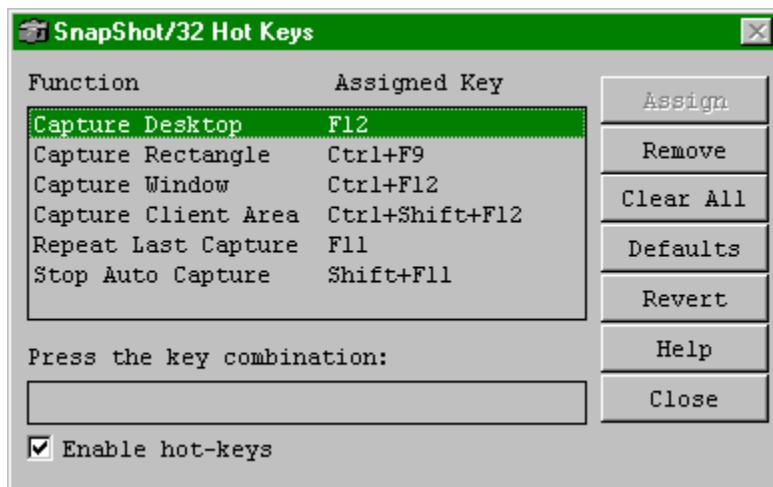 SnapShot/32 Hot Keys
Function Assigned Key
Capture Desktop F12
Capture Rectangle Ctrl+F9
Capture Window Ctrl+F12
Capture Client Area Ctrl+Shift+F12
Repeat Last Capture F11
Stop Auto Capture Shift+F11
Press the key combination:
Enable hot-keys
Assign
Remove
Clear All
Defaults
Revert
Help
Close